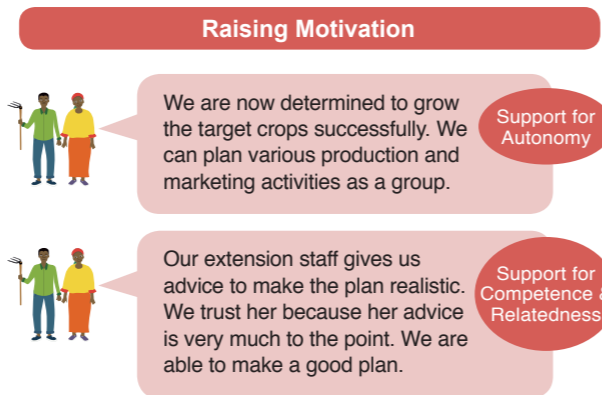 Raising Motivation
We are now determined to grow
the target crops successfully. We
can plan various production and
marketing activities as a group.
Support for
Autonomy
Our extension staff gives us
advice to make the plan realistic.
We trust her because her advice
is very much to the point. We are
able to make a good plan.
Support for
Competence &
Relatedness